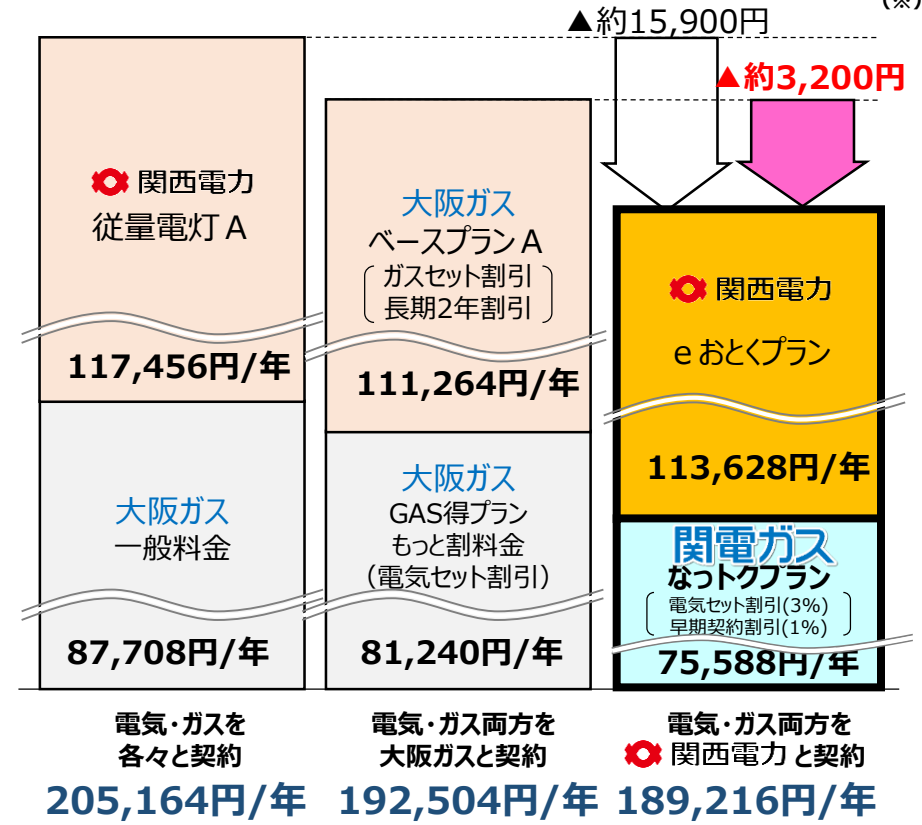 (※)
▲約15,900円
▲約3,200円
関西電力
従量電灯A
117,456円/年
大阪ガス
一般料金
87,708円/年
電気・ガスを
各々と契約
205,164円/年
大阪ガス
ベースプランA
ガスセット割引
長期2年割引
111,264円/年
大阪ガス
GAS得プラン
もっと割料金
(電気セット割引)
81,240円/年
電気・ガス両方を
大阪ガスと契約
192,504円/年
関西電力
eおとくプラン
113,628円/年
関電ガス
なっトクプラン
電気セット割引(3%)
早期契約割引(1%)
75,588円/年
電気・ガス両方を
関西電力と契約
189,216円/年